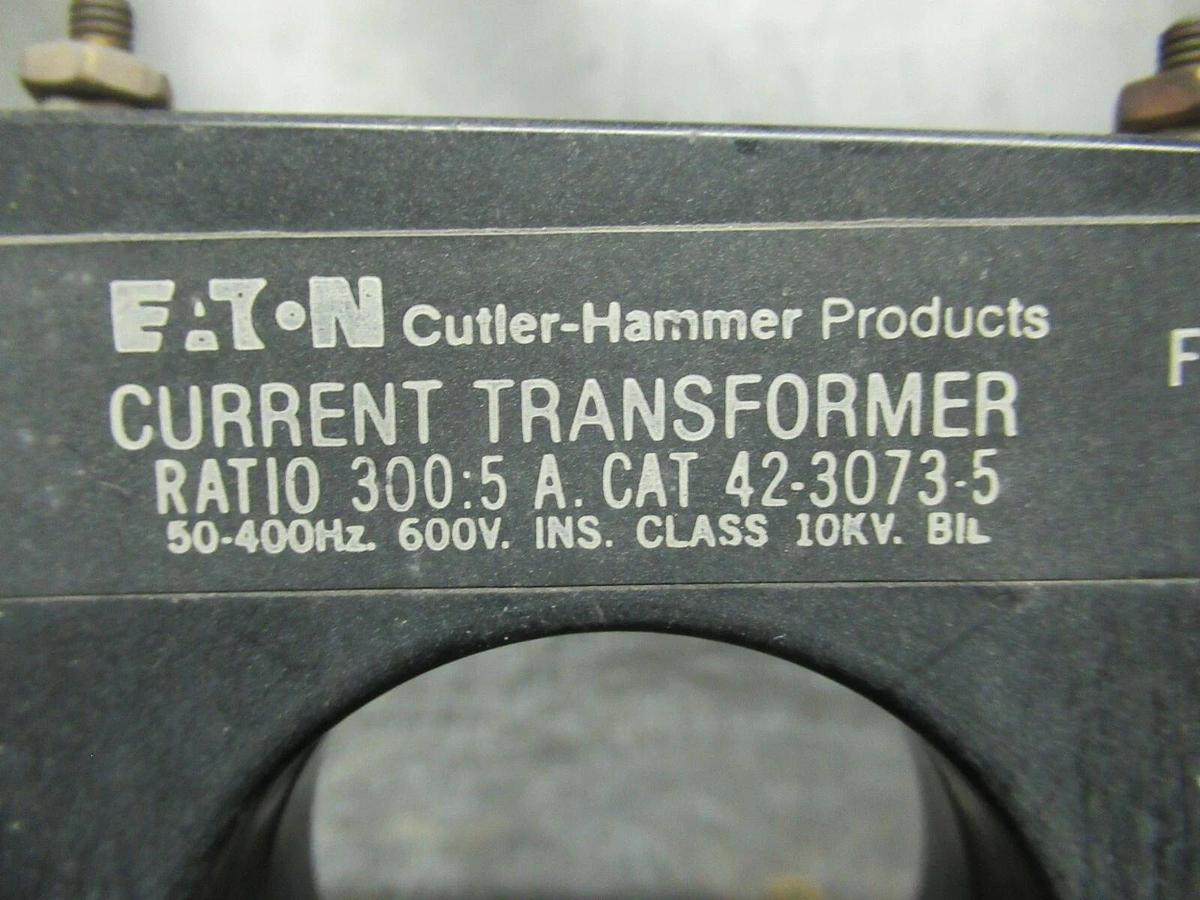 EAT•N Cutler-Hammer Products
CURRENT TRANSFORMER
RATIO 300:5 A. CAT 42-3073-5
50-400Hz. 600V. INS. CLASS 10KV. BIL